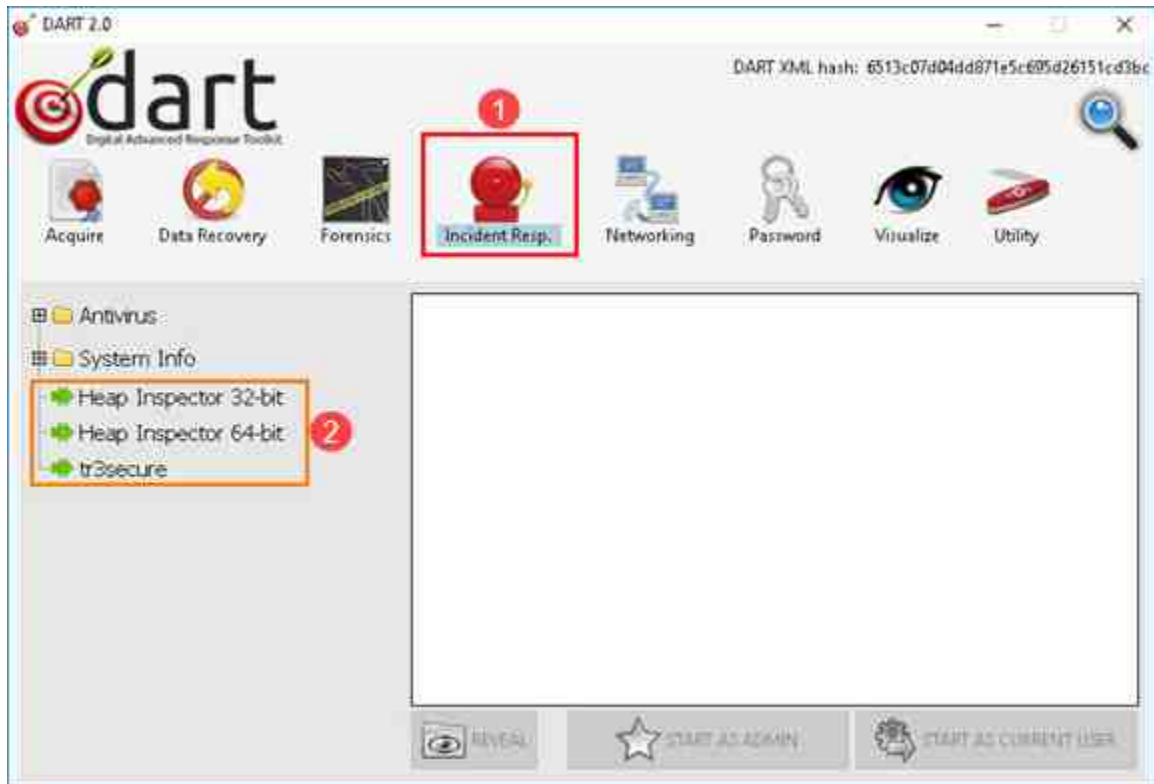 DART 2.0
dart
Digital Advanced Response Toolkit
DART XML hash: 6513c07d04dd871e5c695d26151cd3bc
1
Acquire
Data Recovery
Forensics
Incident Resp.
Networking
Password
Visualize
Utility
Antivirus
System Info
Heap Inspector 32-bit
Heap Inspector 64-bit
2
tr3secure
REVEAL
START AS ADMIN
START AS CURRENT USER